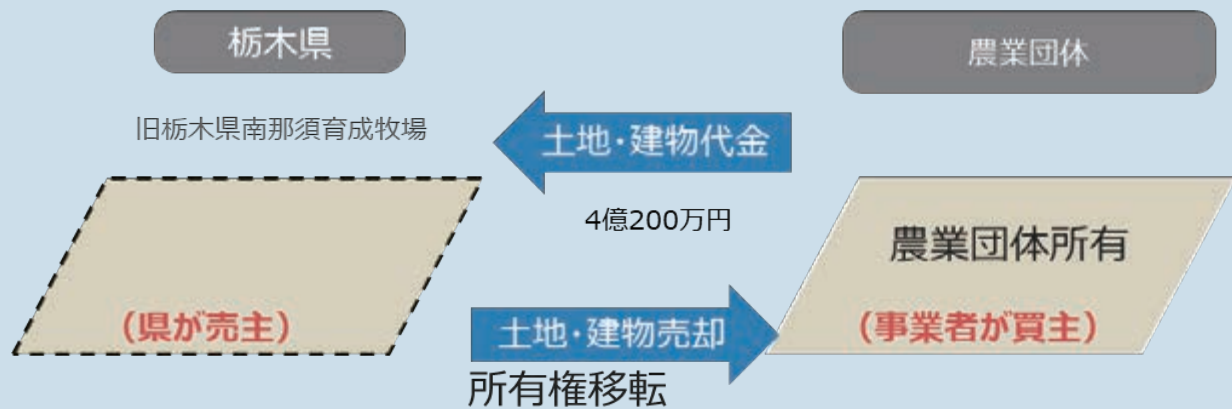 栃木県
農業団体
旧栃木県南那須育成牧場
土地・建物代金
4億200万円
農業団体所有
(県が売主)
(事業者が買主)
土地・建物売却
所有権移転